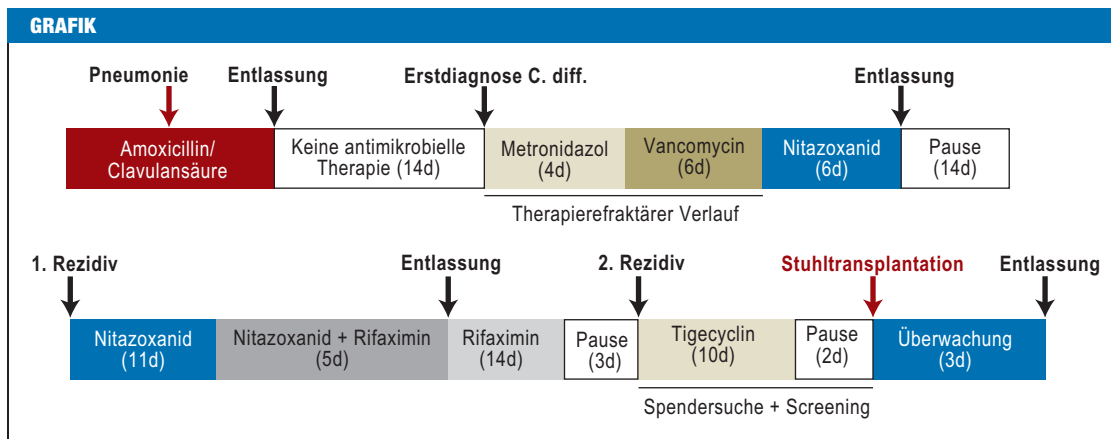 GRAFIK
Pneumonie Entlassung Erstdiagnose C. diff. Entlassung
Amoxicillin/
Clavulansäure
Keine antimikrobielle
Therapie (14d)
Metronidazol
(4d)
Vancomycin
(6d)
Nitazoxanid
(6d)
Pause
(14d)
Therapierefraktärer Verlauf
1. Rezidiv Entlassung 2. Rezidiv Stuhltransplantation Entlassung
Nitazoxanid
(11d)
Nitazoxanid + Rifaximin
(5d)
Rifaximin
(14d)
Pause
(3d)
Tigecyclin
(10d)
Pause
(2d)
Überwachung
(3d)
Spendersuche + Screening